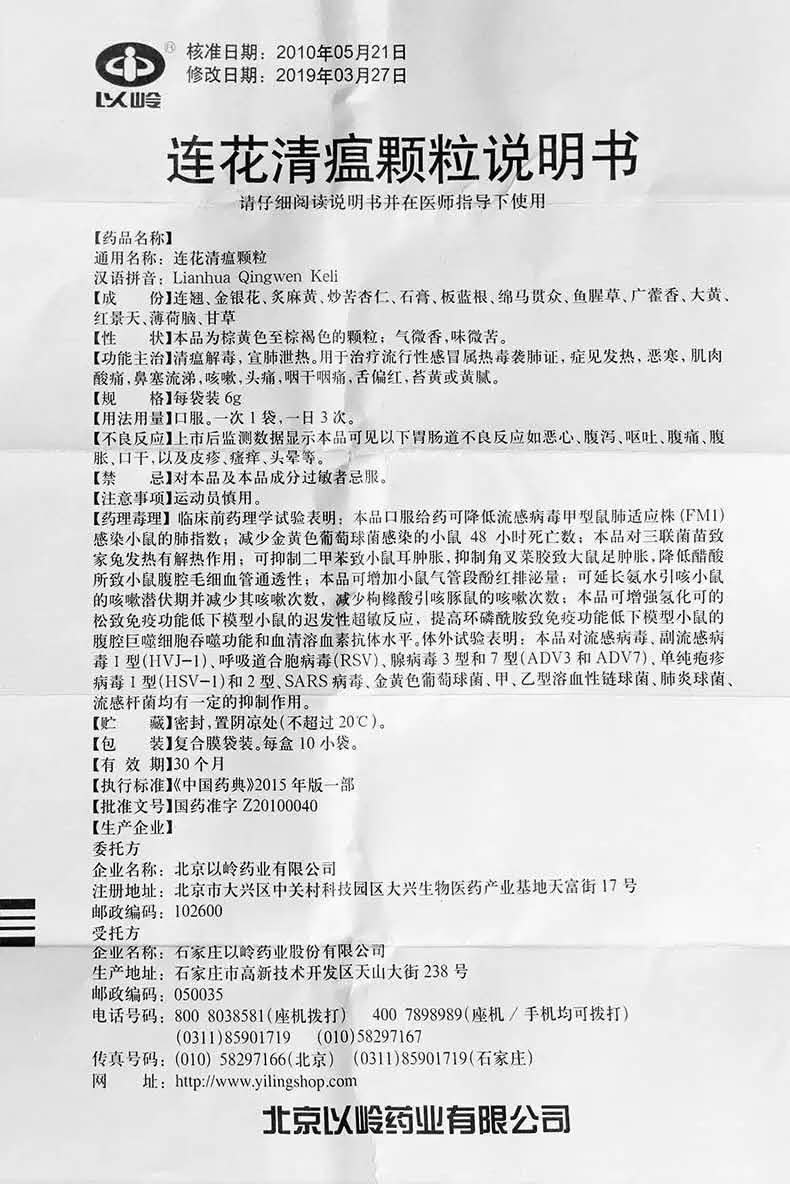 核准日期：2010年05月21日
修改日期：2019年03月27日
以岭
®
连花清瘟颗粒说明书
请仔细阅读说明书并在医师指导下使用
【药品名称】
通用名称：连花清瘟颗粒
汉语拼音：Lianhua Qingwen Keli
【成　　份】连翘、金银花、炙麻黄、炒苦杏仁、石膏、板蓝根、绵马贯众、鱼腥草、广藿香、大黄、
红景天、薄荷脑、甘草
【性　　状】本品为棕黄色至棕褐色的颗粒；气微香，味微苦。
【功能主治】清瘟解毒，宣肺泄热。用于治疗流行性感冒属热毒袭肺证，症见发热，恶寒，肌肉
酸痛，鼻塞流涕，咳嗽，头痛，咽干咽痛，舌偏红，苔黄或黄腻。
【规　　格】每袋装 6g
【用法用量】口服。一次 1 袋，一日 3 次。
【不良反应】上市后监测数据显示本品可见以下胃肠道不良反应如恶心、腹泻、呕吐、腹痛、腹
胀、口干，以及皮疹、瘙痒、头晕等。
【禁　　忌】对本品及本品成分过敏者忌服。
【注意事项】运动员慎用。
【药理毒理】 临床前药理学试验表明：本品口服给药可降低流感病毒甲型鼠肺适应株 (FM1)
感染小鼠的肺指数；减少金黄色葡萄球菌感染的小鼠 48 小时死亡数；本品对三联菌苗致
家兔发热有解热作用；可抑制二甲苯致小鼠耳肿胀，抑制角叉菜胶致大鼠足肿胀，降低醋酸
所致小鼠腹腔毛细血管通透性；本品可增加小鼠气管段酚红排泌量；可延长氨水引咳小鼠
的咳嗽潜伏期并减少其咳嗽次数，减少枸橼酸引咳豚鼠的咳嗽次数；本品可增强氢化可的
松致免疫功能低下模型小鼠的迟发性超敏反应，提高环磷酰胺致免疫功能低下模型小鼠的
腹腔巨噬细胞吞噬功能和血清溶血素抗体水平。体外试验表明：本品对流感病毒、副流感病
毒 I 型(HVJ-1)、呼吸道合胞病毒(RSV)、腺病毒 3 型和 7 型(ADV3 和 ADV7)、单纯疱疹
病毒 1 型(HSV-1)和 2 型、SARS 病毒、金黄色葡萄球菌、甲、乙型溶血性链球菌、肺炎球菌、
流感杆菌均有一定的抑制作用。
【贮　　藏】密封，置阴凉处(不超过 20℃)。
【包　　装】复合膜袋装。每盒 10 小袋。
【有 效 期】30 个月
【执行标准】《中国药典》2015 年版一部
【批准文号】国药准字 Z20100040
【生产企业】
委托方
企业名称：北京以岭药业有限公司
注册地址：北京市大兴区中关村科技园区大兴生物医药产业基地天富街 17 号
邮政编码：102600
受托方
企业名称：石家庄以岭药业股份有限公司
生产地址：石家庄市高新技术开发区天山大街 238 号
邮政编码：050035
电话号码：800 8038581(座机拨打)　400 7898989(座机 / 手机均可拨打)
(0311)85901719　(010)58297167
传真号码：(010) 58297166(北京)　(0311)85901719(石家庄)
网　　址：http://www.yilingshop.com
北京以岭药业有限公司